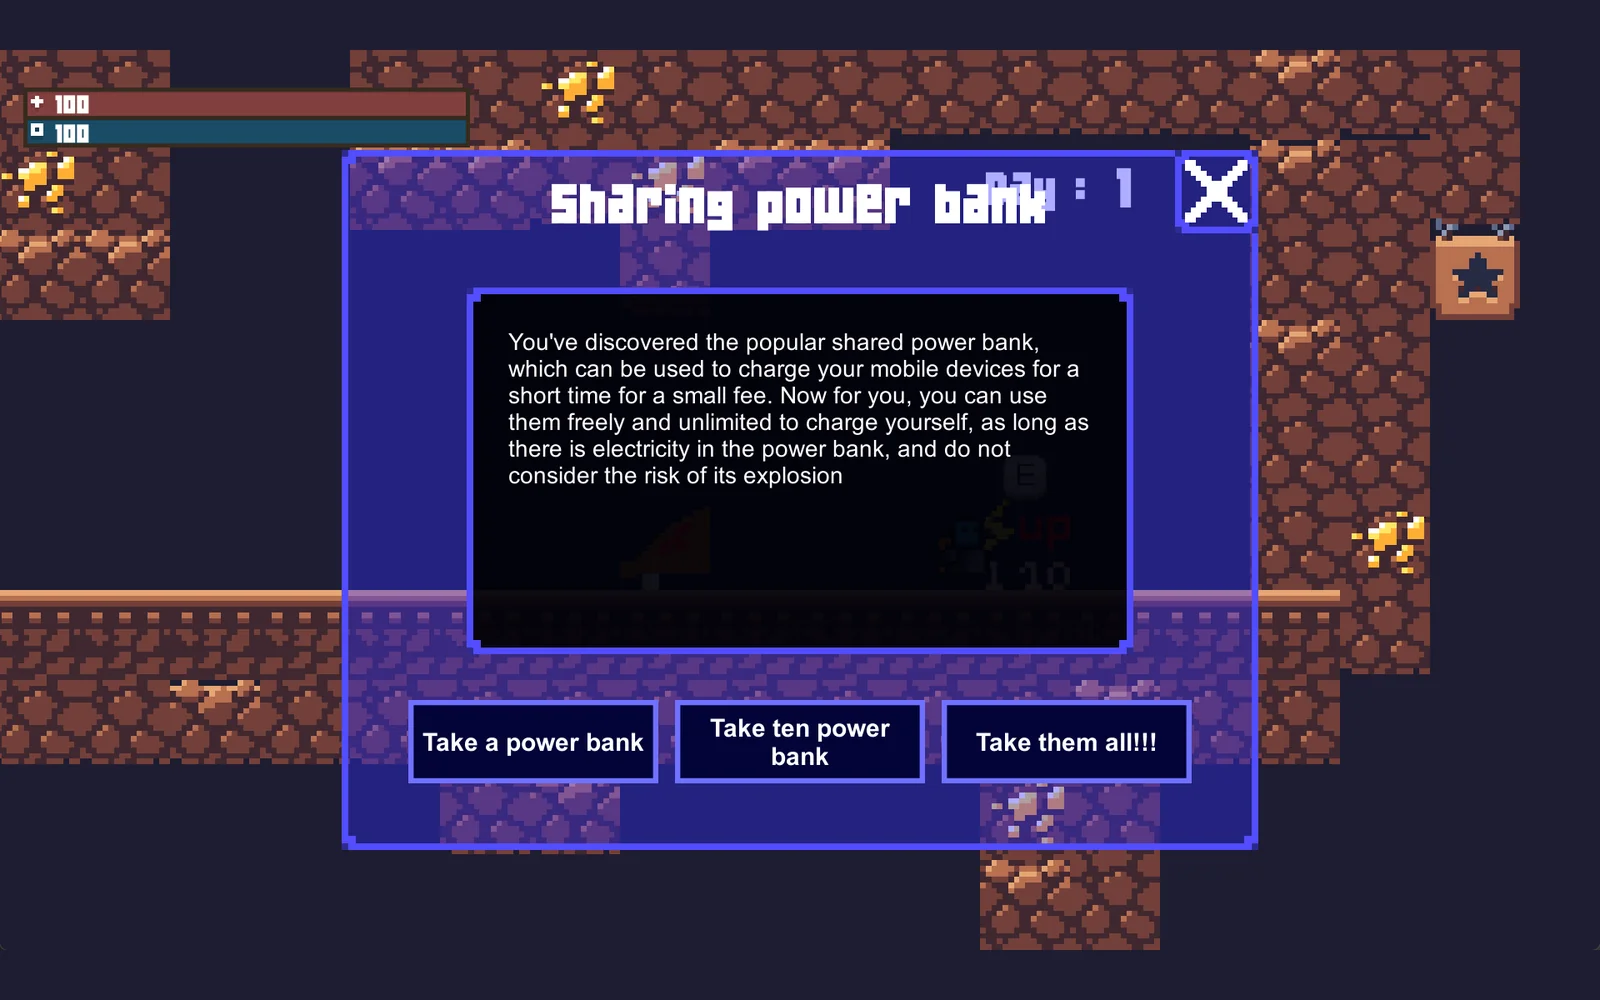 + 100
100
Day : 1
Sharing power bank
You've discovered the popular shared power bank,
which can be used to charge your mobile devices for a
short time for a small fee. Now for you, you can use
them freely and unlimited to charge yourself, as long as
there is electricity in the power bank, and do not
consider the risk of its explosion
E
up
1 10
Take a power bank
Take ten power
bank
Take them all!!!